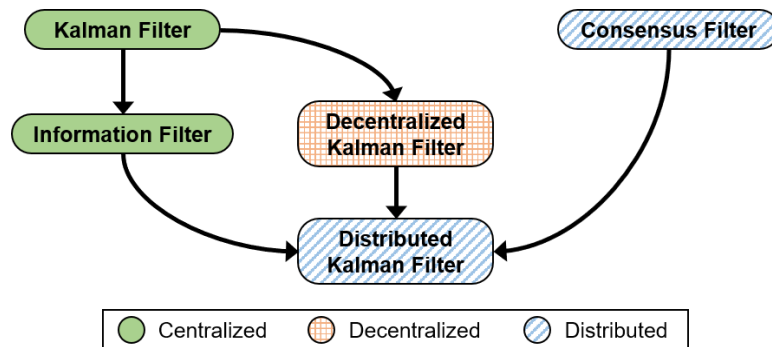 Kalman Filter
Consensus Filter
Information Filter
Decentralized
Kalman Filter
Distributed
Kalman Filter
Centralized
Decentralized
Distributed